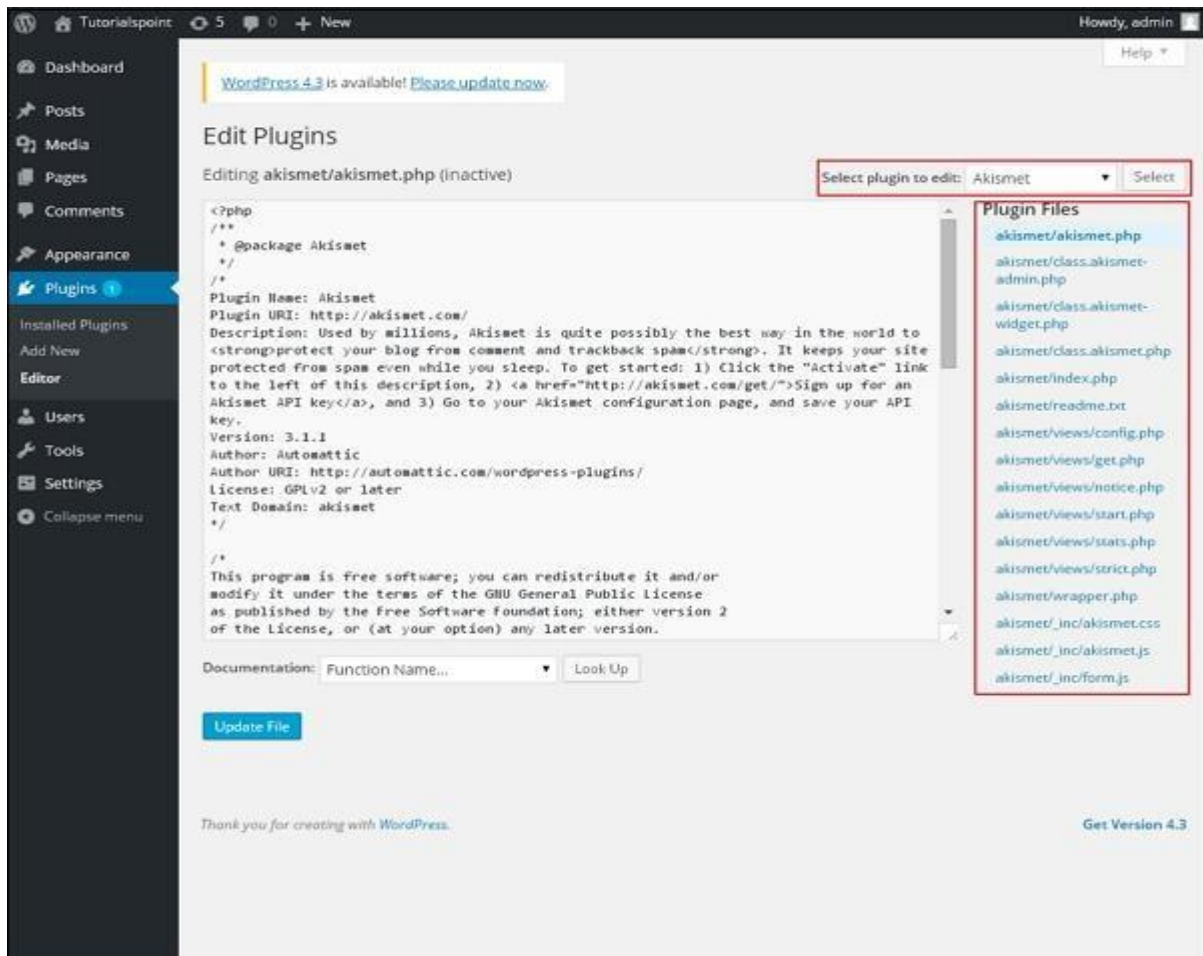 Tutorialspoint 5 0 + New Howdy, admin
Help
Dashboard
Posts
Media
Pages
Comments
Appearance
Plugins 1
Installed Plugins
Add New
Editor
Users
Tools
Settings
Collapse menu
WordPress 4.3 is available! Please update now.
Edit Plugins
Editing akismet/akismet.php (inactive)
Select plugin to edit: Akismet Select
<?php
/**
* @package Akismet
*/
/*
Plugin Name: Akismet
Plugin URI: http://akismet.com/
Description: Used by millions, Akismet is quite possibly the best way in the world to
<strong>protect your blog from comment and trackback spam</strong>. It keeps your site
protected from spam even while you sleep. To get started: 1) Click the "Activate" link
to the left of this description, 2) <a href="http://akismet.com/get/">Sign up for an
Akismet API key</a>, and 3) Go to your Akismet configuration page, and save your API
key.
Version: 3.1.1
Author: Automattic
Author URI: http://automattic.com/wordpress-plugins/
License: GPLv2 or later
Text Domain: akismet
*/
/*
This program is free software; you can redistribute it and/or
modify it under the terms of the GNU General Public License
as published by the Free Software Foundation; either version 2
of the License, or (at your option) any later version.
Plugin Files
akismet/akismet.php
akismet/class.akismet-
admin.php
akismet/class.akismet-
widget.php
akismet/class.akismet.php
akismet/index.php
akismet/readme.txt
akismet/views/config.php
akismet/views/get.php
akismet/views/notice.php
akismet/views/start.php
akismet/views/stats.php
akismet/views/strict.php
akismet/wrapper.php
akismet/_inc/akismet.css
akismet/_inc/akismet.js
akismet/_inc/form.js
Documentation: Function Name... Look Up
Update File
Thank you for creating with WordPress.
Get Version 4.3